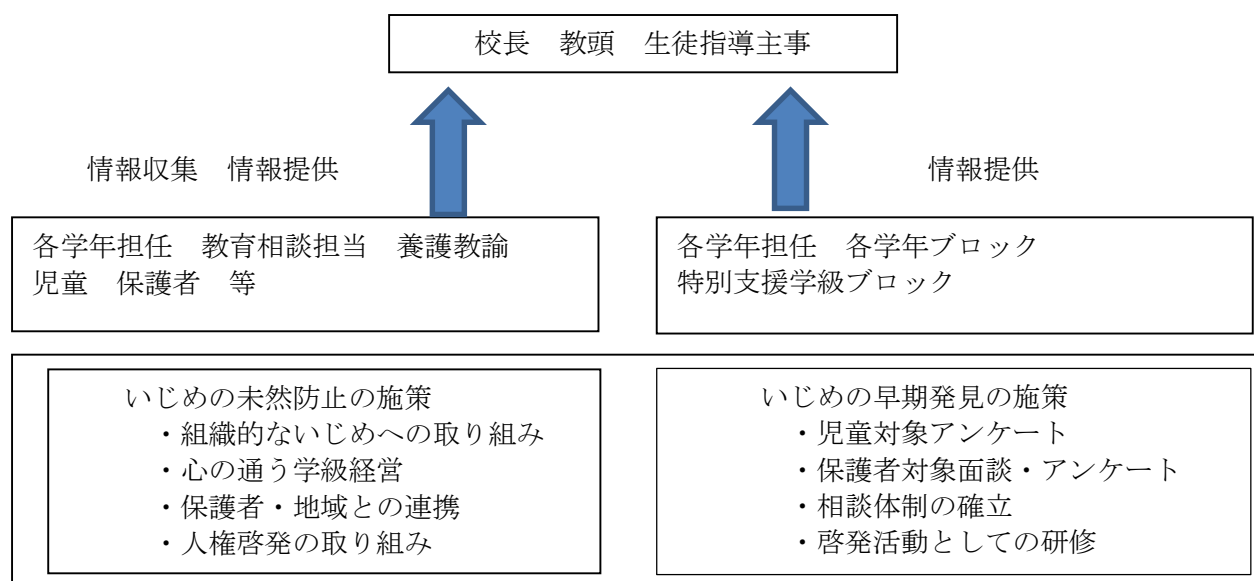 校長　教頭　生徒指導主事
情報収集　情報提供
情報提供
各学年担任　教育相談担当　養護教諭
児童　保護者　等
各学年担任　各学年ブロック
特別支援学級ブロック
いじめの未然防止の施策
・組織的ないじめへの取り組み
・心の通う学級経営
・保護者・地域との連携
・人権啓発の取り組み
いじめの早期発見の施策
・児童対象アンケート
・保護者対象面談・アンケート
・相談体制の確立
・啓発活動としての研修